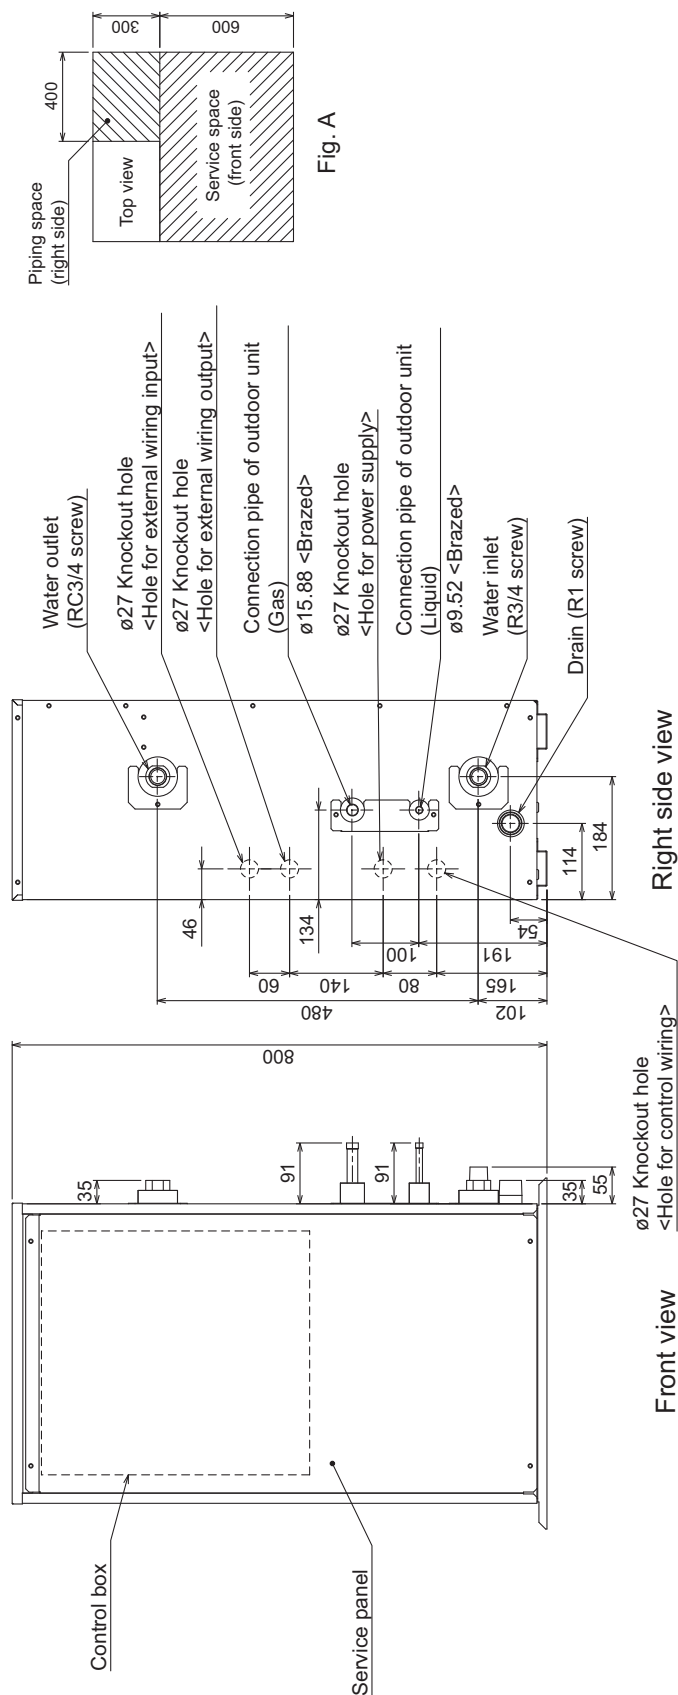 Piping space
(right side)
400
300
600
Top view
Service space
(front side)
Fig. A
Water outlet
(RC3/4 screw)
ø27 Knockout hole
<Hole for external wiring input>
ø27 Knockout hole
<Hole for external wiring output>
Connection pipe of outdoor unit
(Gas)
ø15.88 <Brazed>
ø27 Knockout hole
<Hole for power supply>
Connection pipe of outdoor unit
(Liquid)
ø9.52 <Brazed>
Water inlet
(R3/4 screw)
Drain (R1 screw)
46
134
114
184
54
100
191
60
140
80
165
480
102
Right side view
ø27 Knockout hole
<Hole for control wiring>
800
35
91
91
35
55
Control box
Service panel
Front view